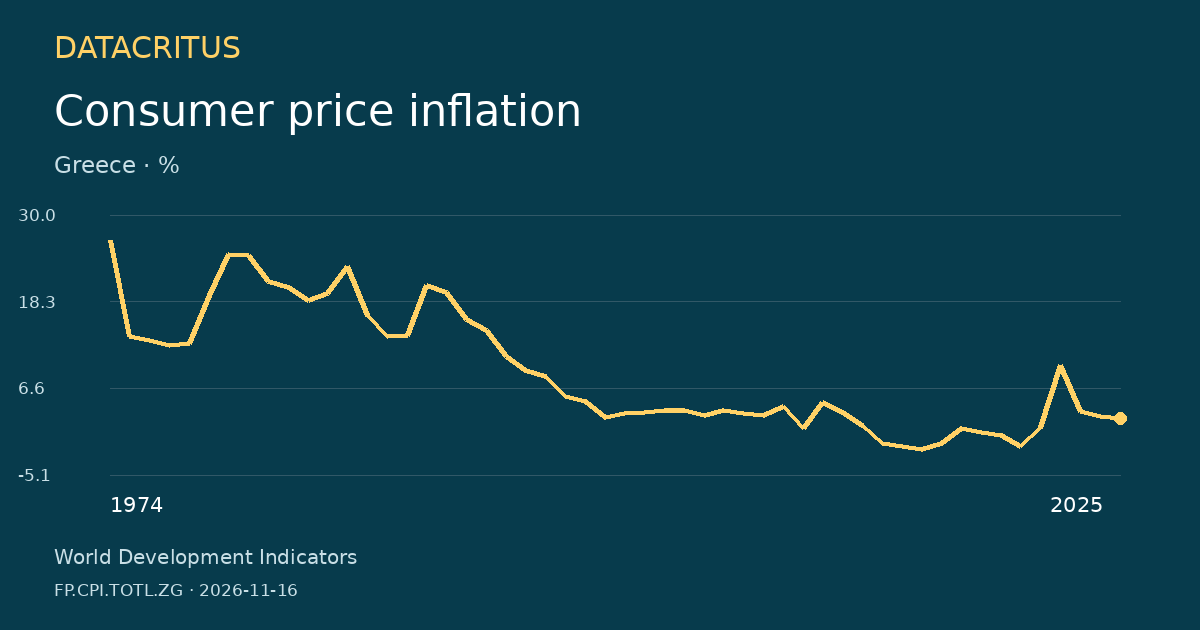 DATACRITUS
Consumer price inflation
Greece · %
30.0
18.3
6.6
-5.1
1974
2025
World Development Indicators
FP.CPI.TOTL.ZG · 2026-11-16